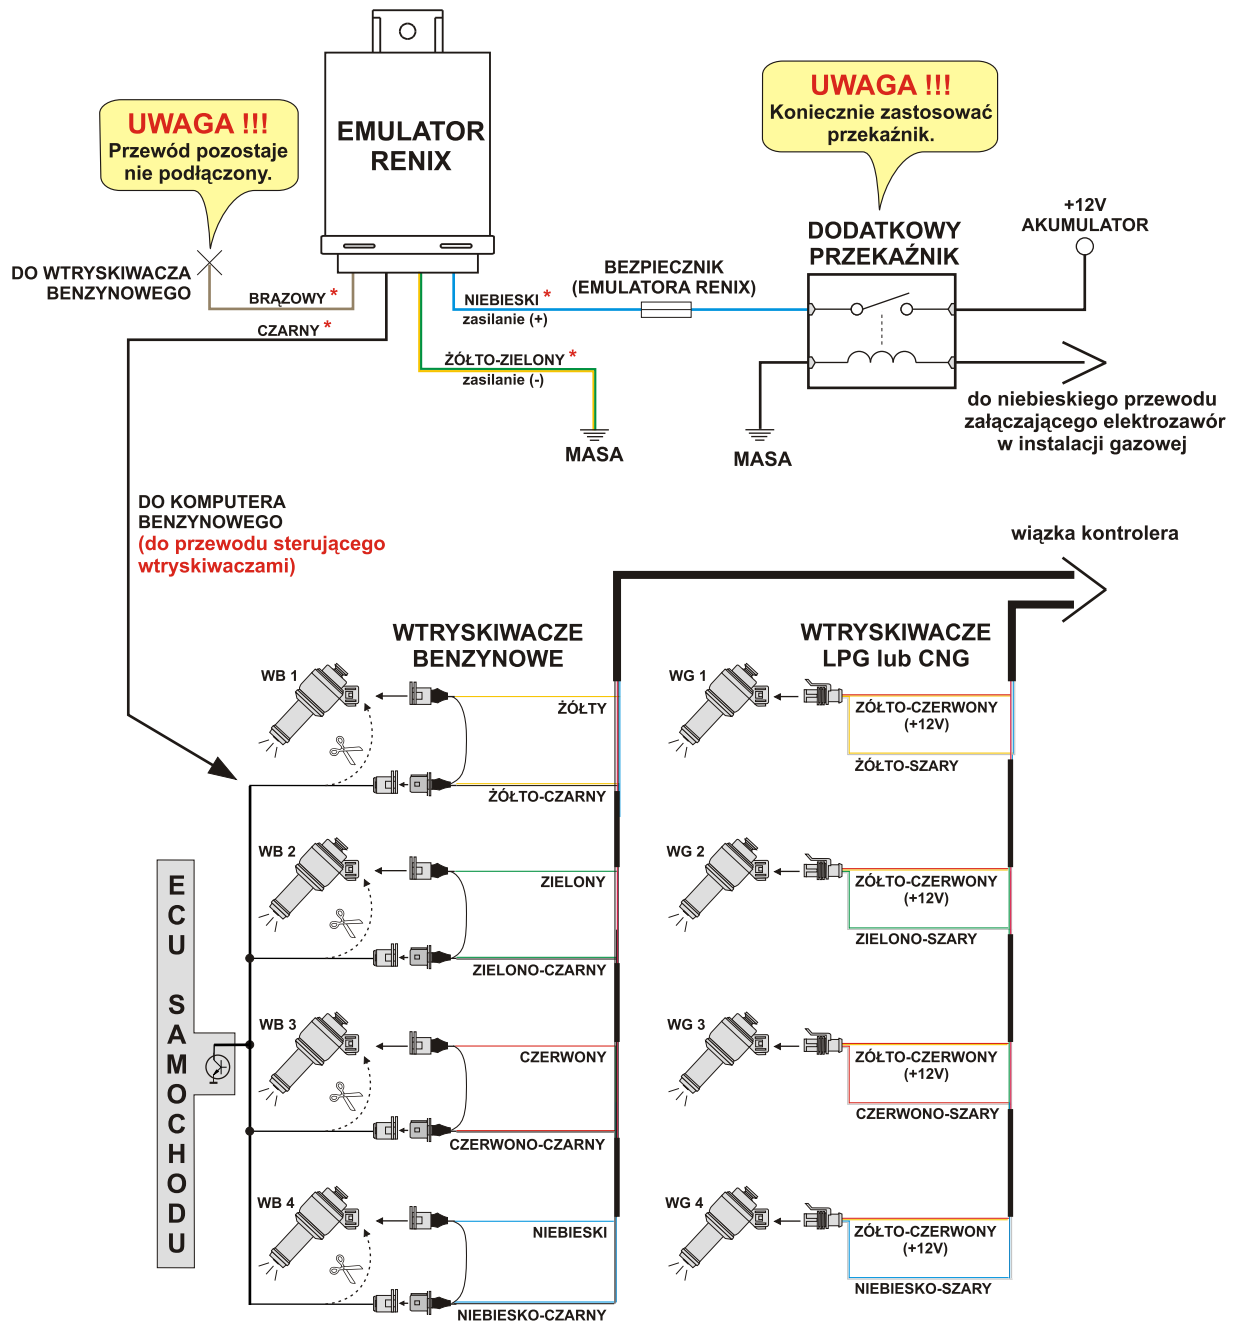 UWAGA !!!
Przewód pozostaje
nie podłączony.
EMULATOR
RENIX
UWAGA !!!
Koniecznie zastosować
przekaźnik.
+12V
AKUMULATOR
DODATKOWY
PRZEKAŹNIK
DO WTRYSKIWACZA
BENZYNOWEGO
BRĄZOWY *
CZARNY *
NIEBIESKI *
zasilanie (+)
BEZPIECZNIK
(EMULATORA RENIX)
ŻÓŁTO-ZIELONY *
zasilanie (-)
MASA
MASA
do niebieskiego przewodu
załączającego elektrozawór
w instalacji gazowej
DO KOMPUTERA
BENZYNOWEGO
(do przewodu sterującego
wtryskiwaczami)
wiązka kontrolera
WTRYSKIWACZE
BENZYNOWE
WTRYSKIWACZE
LPG lub CNG
WB 1
ŻÓŁTY
ŻÓŁTO-CZARNY
WG 1
ZÓŁTO-CZERWONY
(+12V)
ŻÓŁTO-SZARY
WB 2
ZIELONY
ZIELONO-CZARNY
WG 2
ZÓŁTO-CZERWONY
(+12V)
ZIELONO-SZARY
ECU SAMOCHODU
WB 3
CZERWONY
CZERWONO-CZARNY
WG 3
ZÓŁTO-CZERWONY
(+12V)
CZERWONO-SZARY
WB 4
NIEBIESKI
NIEBIESKO-CZARNY
WG 4
ZÓŁTO-CZERWONY
(+12V)
NIEBIESKO-SZARY